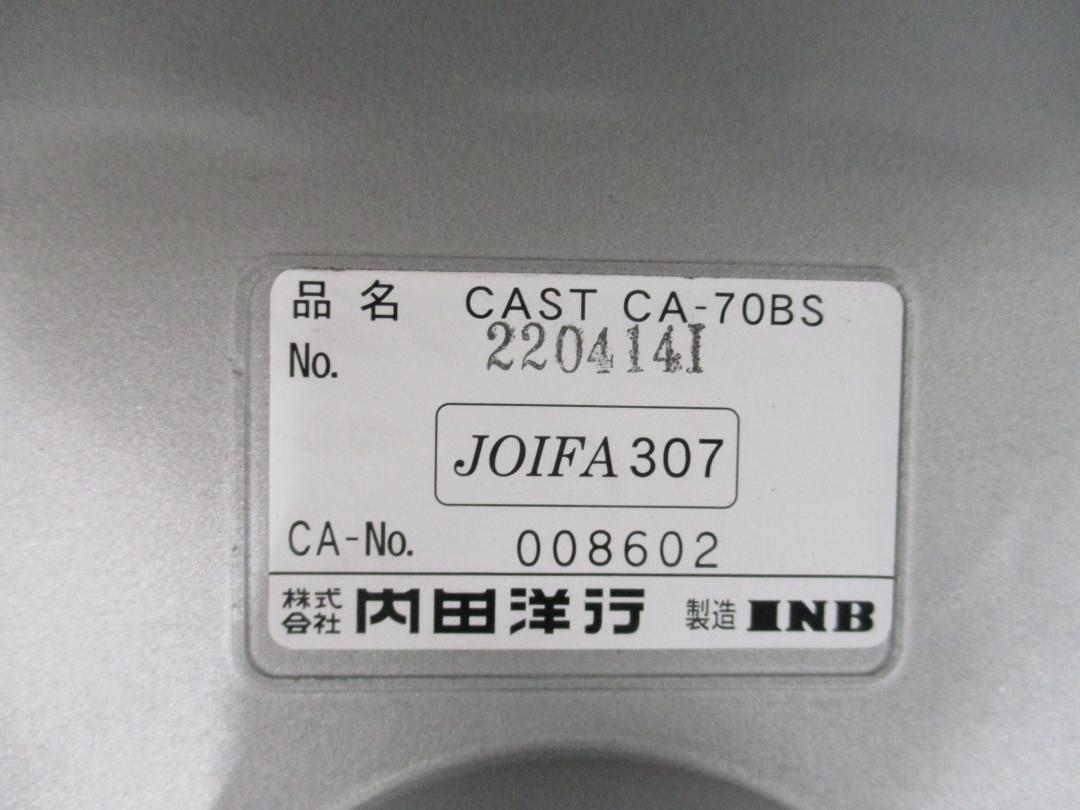 品名 CAST CA-70BS
No. 220414I
JOIFA 307
CA-No. 008602
株式会社 内田洋行 製造 INB